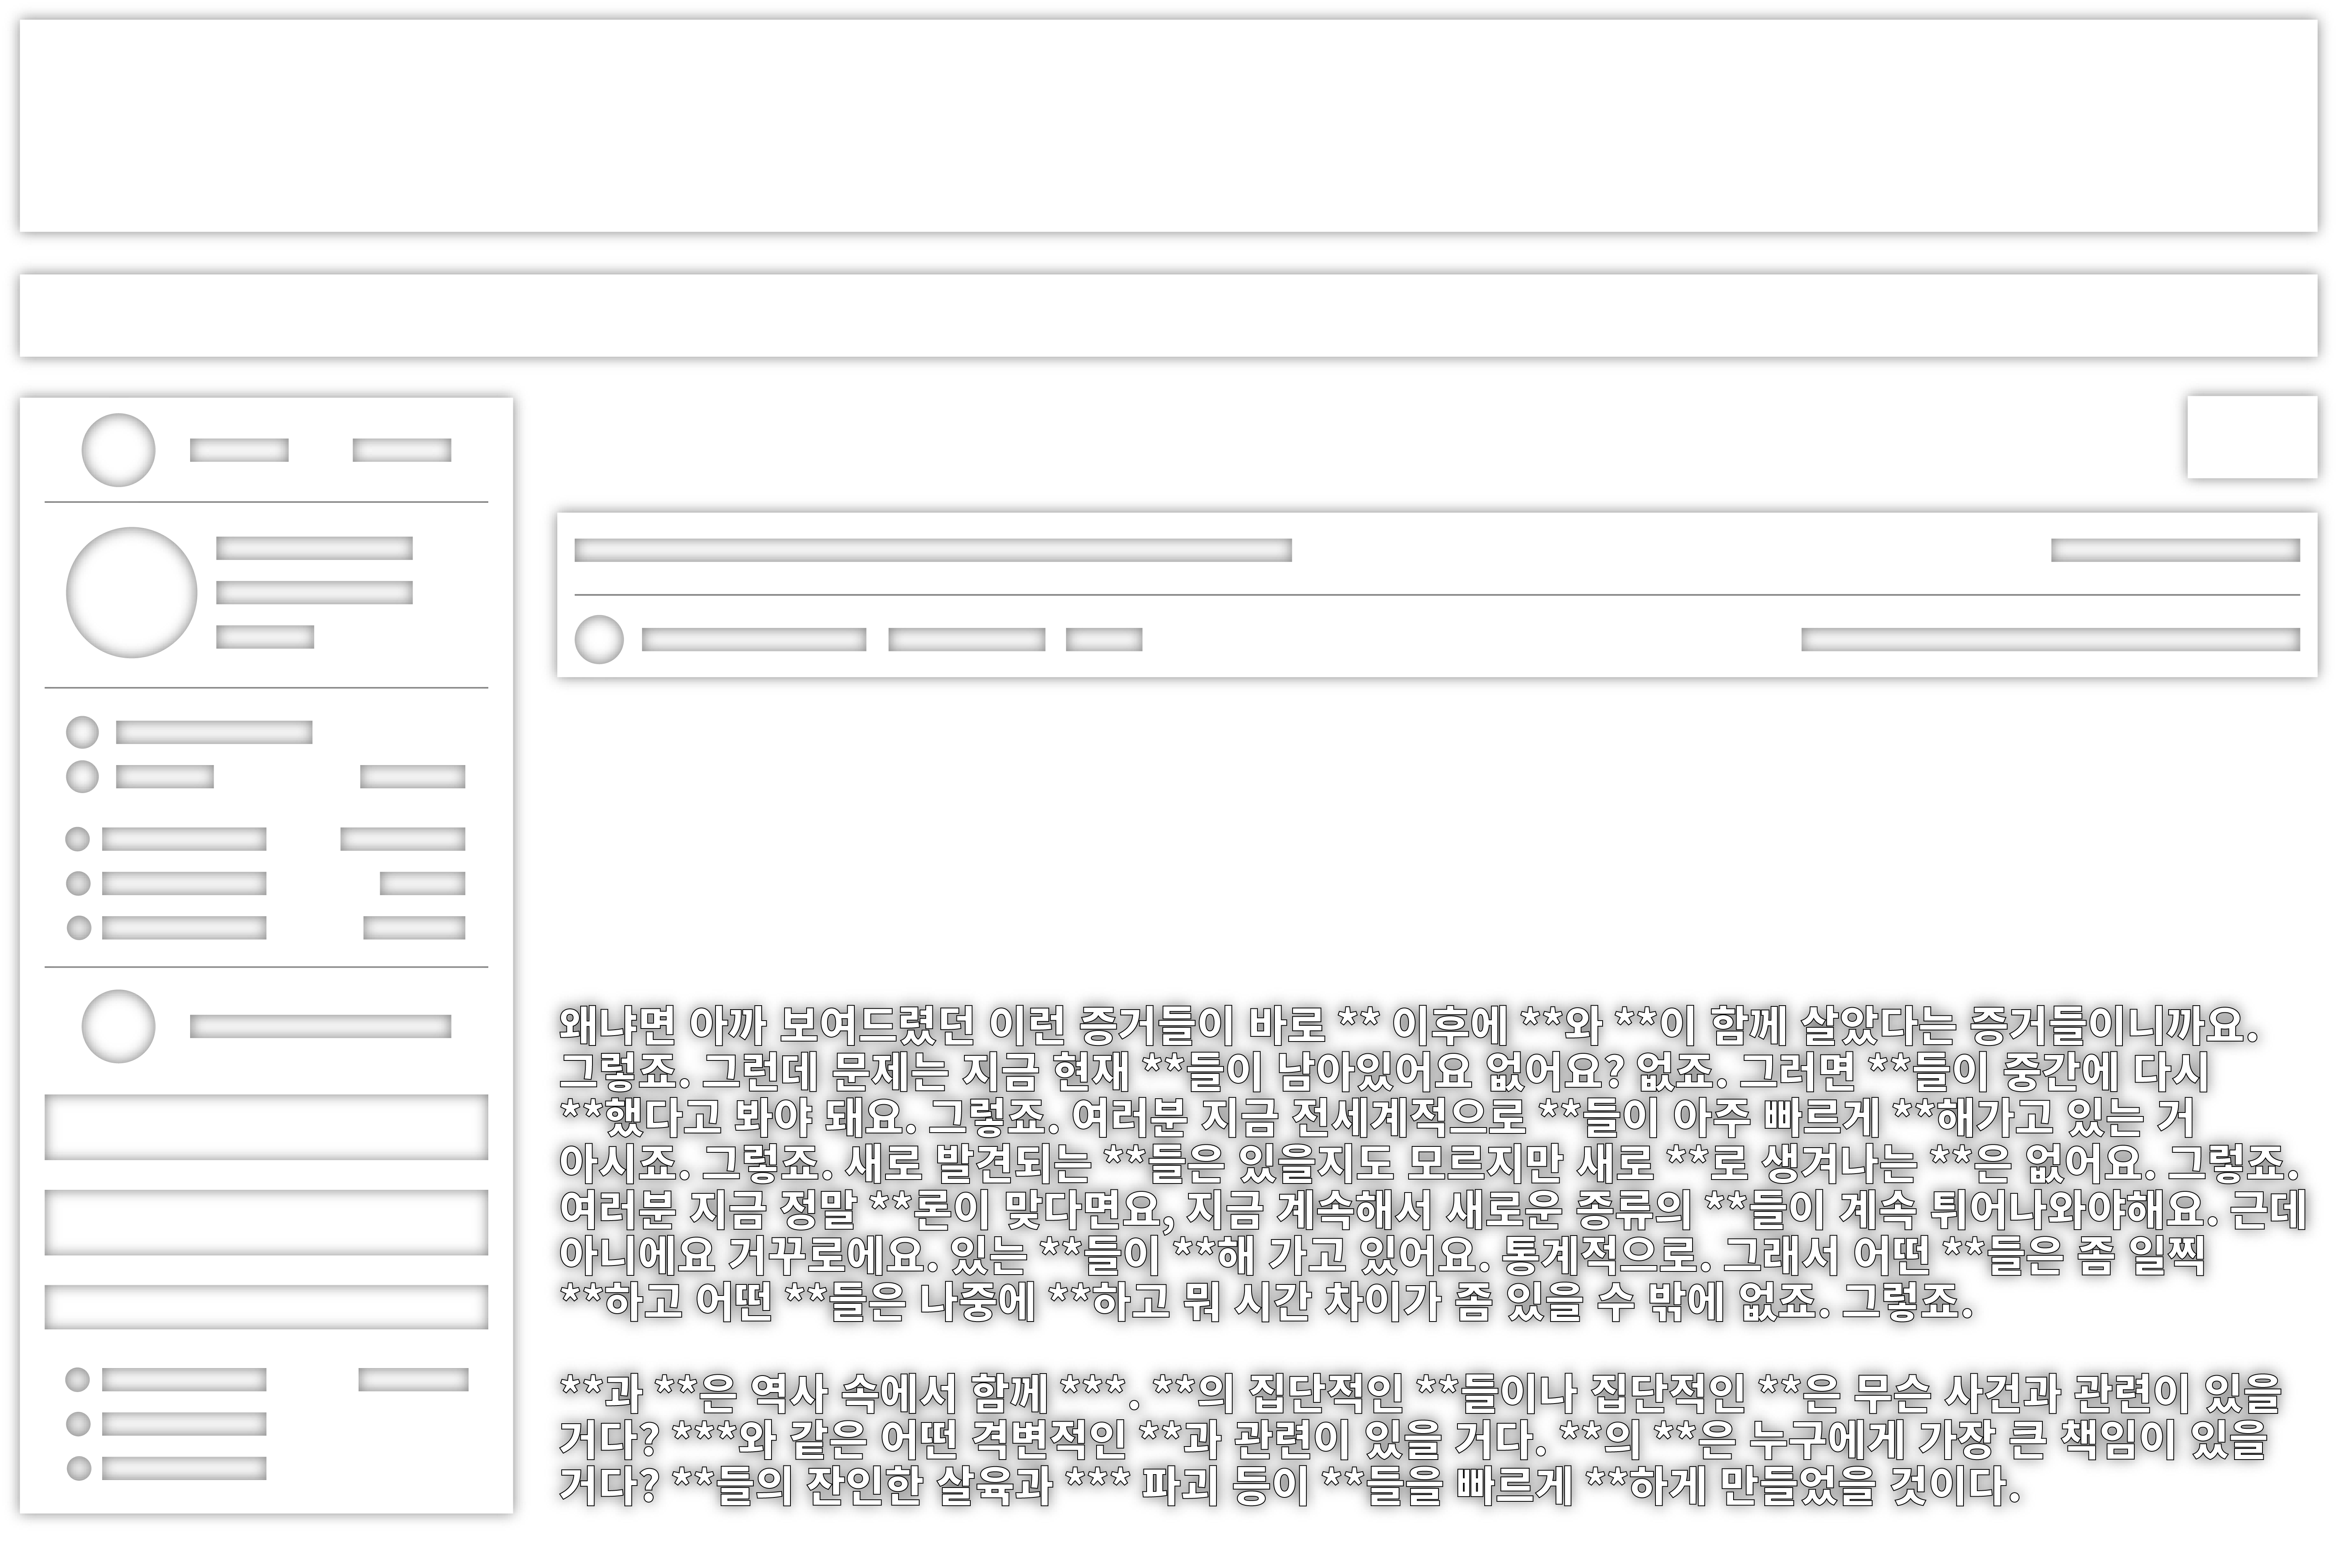 왜냐면 아까 보여드렸던 이런 증거들이 바로 ** 이후에 **와 **이 함께 살았다는 증거들이니까요.
그렇죠. 그런데 문제는 지금 현재 **들이 남아있어요 없어요? 없죠. 그러면 **들이 중간에 다시
**했다고 봐야 돼요. 그렇죠. 여러분 지금 전세계적으로 **들이 아주 빠르게 **해가고 있는 거
아시죠. 그렇죠. 새로 발견되는 **들은 있을지도 모르지만 새로 **로 생겨나는 **은 없어요. 그렇죠.
여러분 지금 정말 **론이 맞다면요, 지금 계속해서 새로운 종류의 **들이 계속 튀어나와야해요. 근데
아니에요 거꾸로에요. 있는 **들이 **해 가고 있어요. 통계적으로. 그래서 어떤 **들은 좀 일찍
**하고 어떤 **들은 나중에 **하고 뭐 시간 차이가 좀 있을 수 밖에 없죠. 그렇죠.
**과 **은 역사 속에서 함께 ***. **의 집단적인 **들이나 집단적인 **은 무슨 사건과 관련이 있을
거다? ***와 같은 어떤 격변적인 **과 관련이 있을 거다. **의 **은 누구에게 가장 큰 책임이 있을
거다? **들의 잔인한 살육과 *** 파괴 등이 **들을 빠르게 **하게 만들었을 것이다.